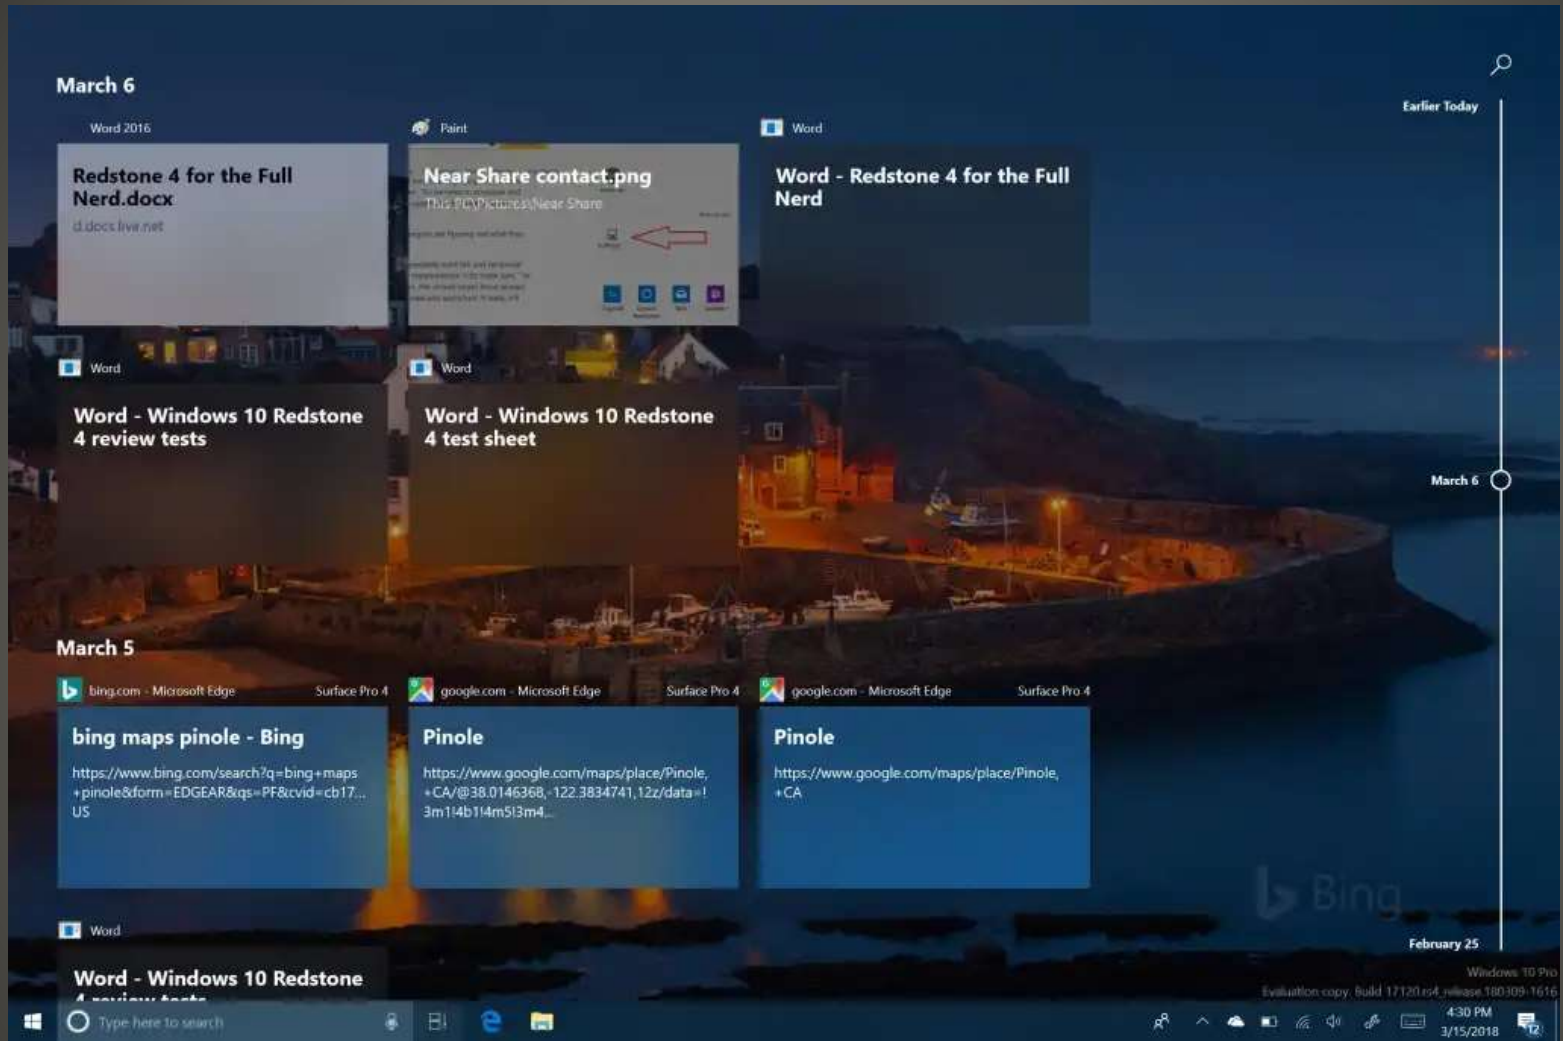 March 6
Earlier Today
Word 2016
Redstone 4 for the Full
Nerd.docx
d.docs.live.net
Paint
Near Share contact.png
This PC\Pictures\Near Share
Word
Word - Redstone 4 for the Full
Nerd
Word
Word - Windows 10 Redstone
4 review tests
Word
Word - Windows 10 Redstone
4 test sheet
March 6
March 5
bing.com - Microsoft Edge
Surface Pro 4
bing maps pinole - Bing
https://www.bing.com/search?q=bing+maps
+pinole&form=EDGEAR&qs=PF&cvid=cb17...
US
google.com - Microsoft Edge
Surface Pro 4
Pinole
https://www.google.com/maps/place/Pinole,
+CA/@38.0146368,-122.3834741,12z/data=!
3m1!4b1!4m5!3m4...
google.com - Microsoft Edge
Surface Pro 4
Pinole
https://www.google.com/maps/place/Pinole,
+CA
Bing
Word
Word - Windows 10 Redstone
4 review tests
February 25
Windows 10 Pro
Evaluation copy. Build 17120.rs4_release.180309-1616
Type here to search
4:30 PM
3/15/2018
12